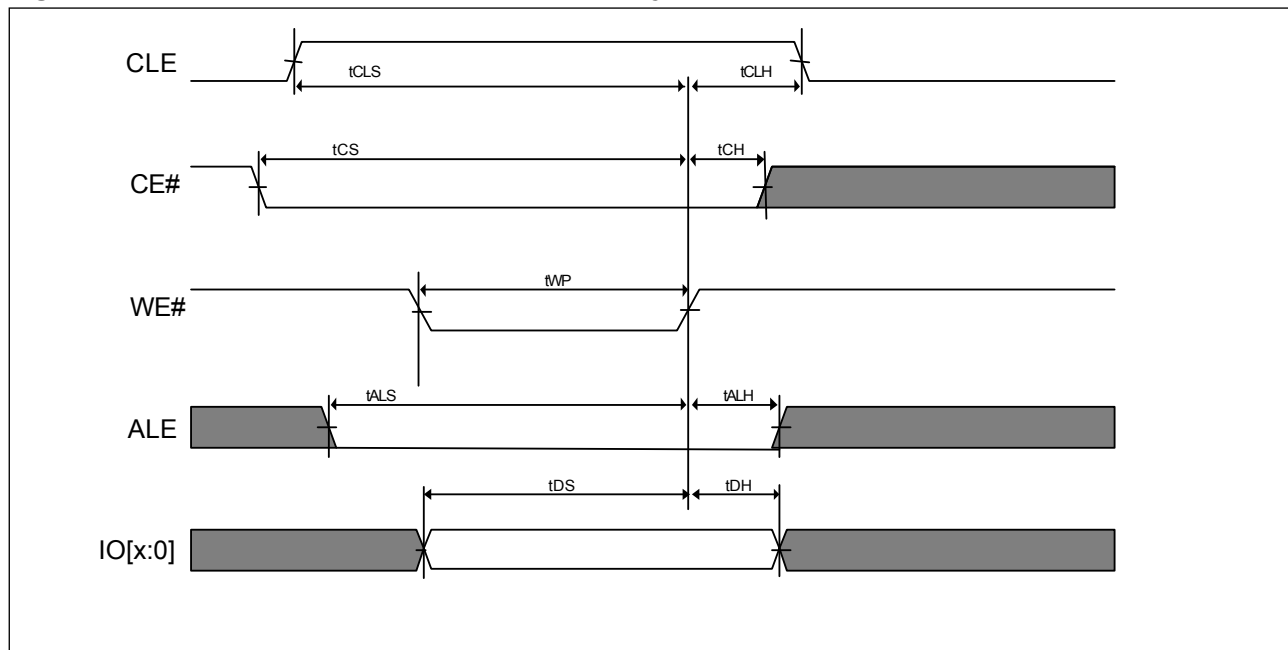 CLE
tCLS
tCLH
tCS
tCH
CE#
tWP
WE#
tALS
tALH
ALE
tDS
tDH
IO[x:0]